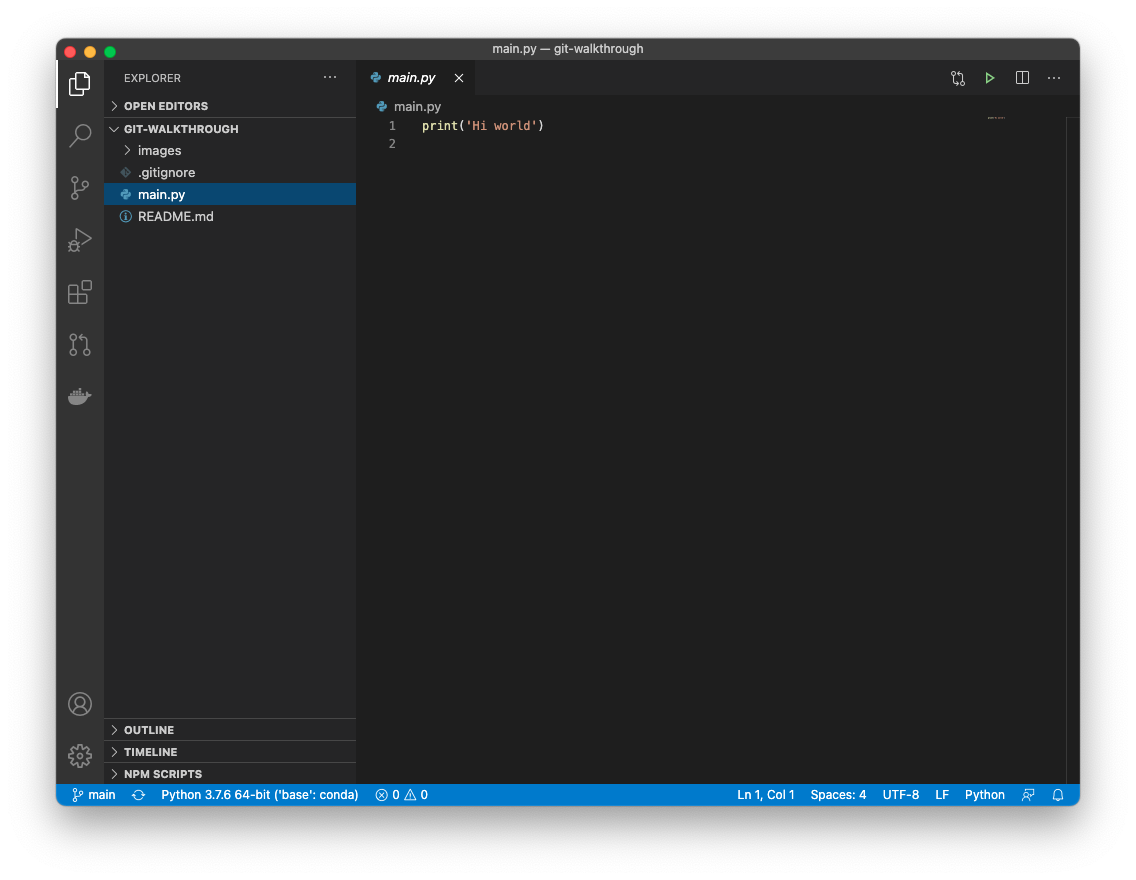 main.py — git-walkthrough
EXPLORER
OPEN EDITORS
GIT-WALKTHROUGH
images
.gitignore
main.py
README.md
OUTLINE
TIMELINE
NPM SCRIPTS
main.py
main.py
1 print('Hi world')
2
main Python 3.7.6 64-bit ('base': conda) 0 0 Ln 1, Col 1 Spaces: 4 UTF-8 LF Python